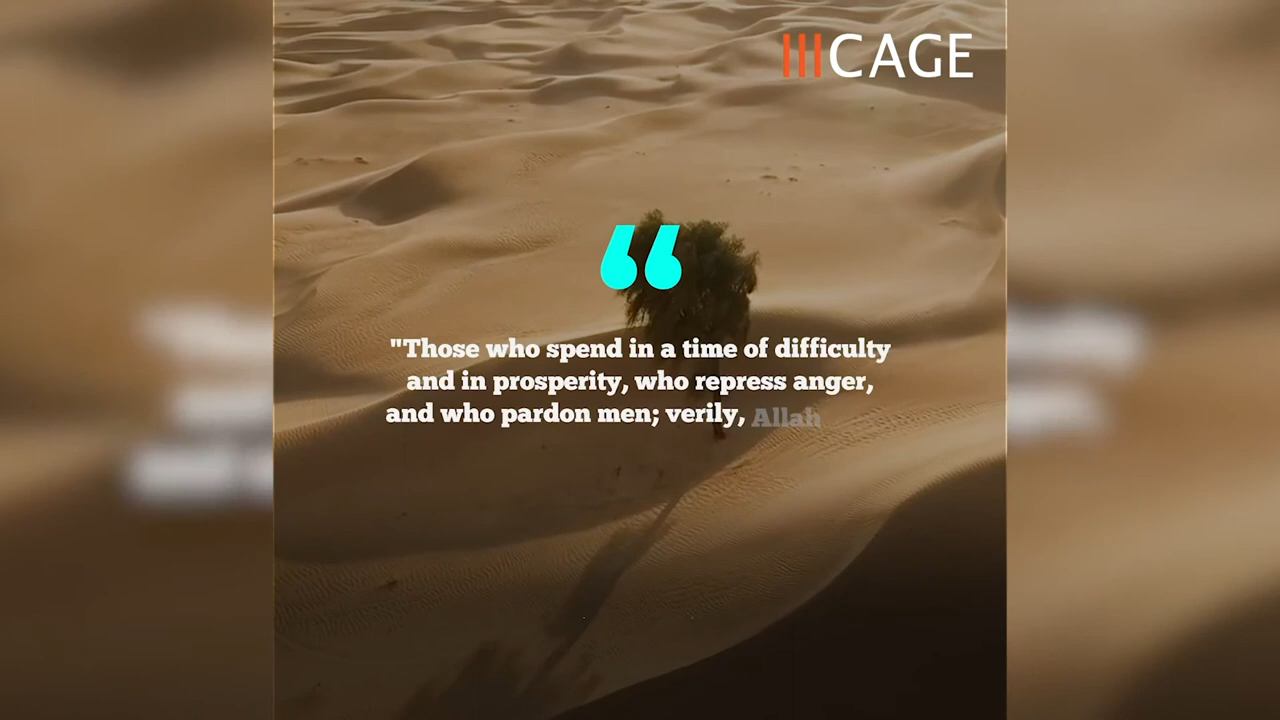 CAGE
“
"Those who spend in a time of difficulty
and in prosperity, who repress anger,
and who pardon men; verily, Allah